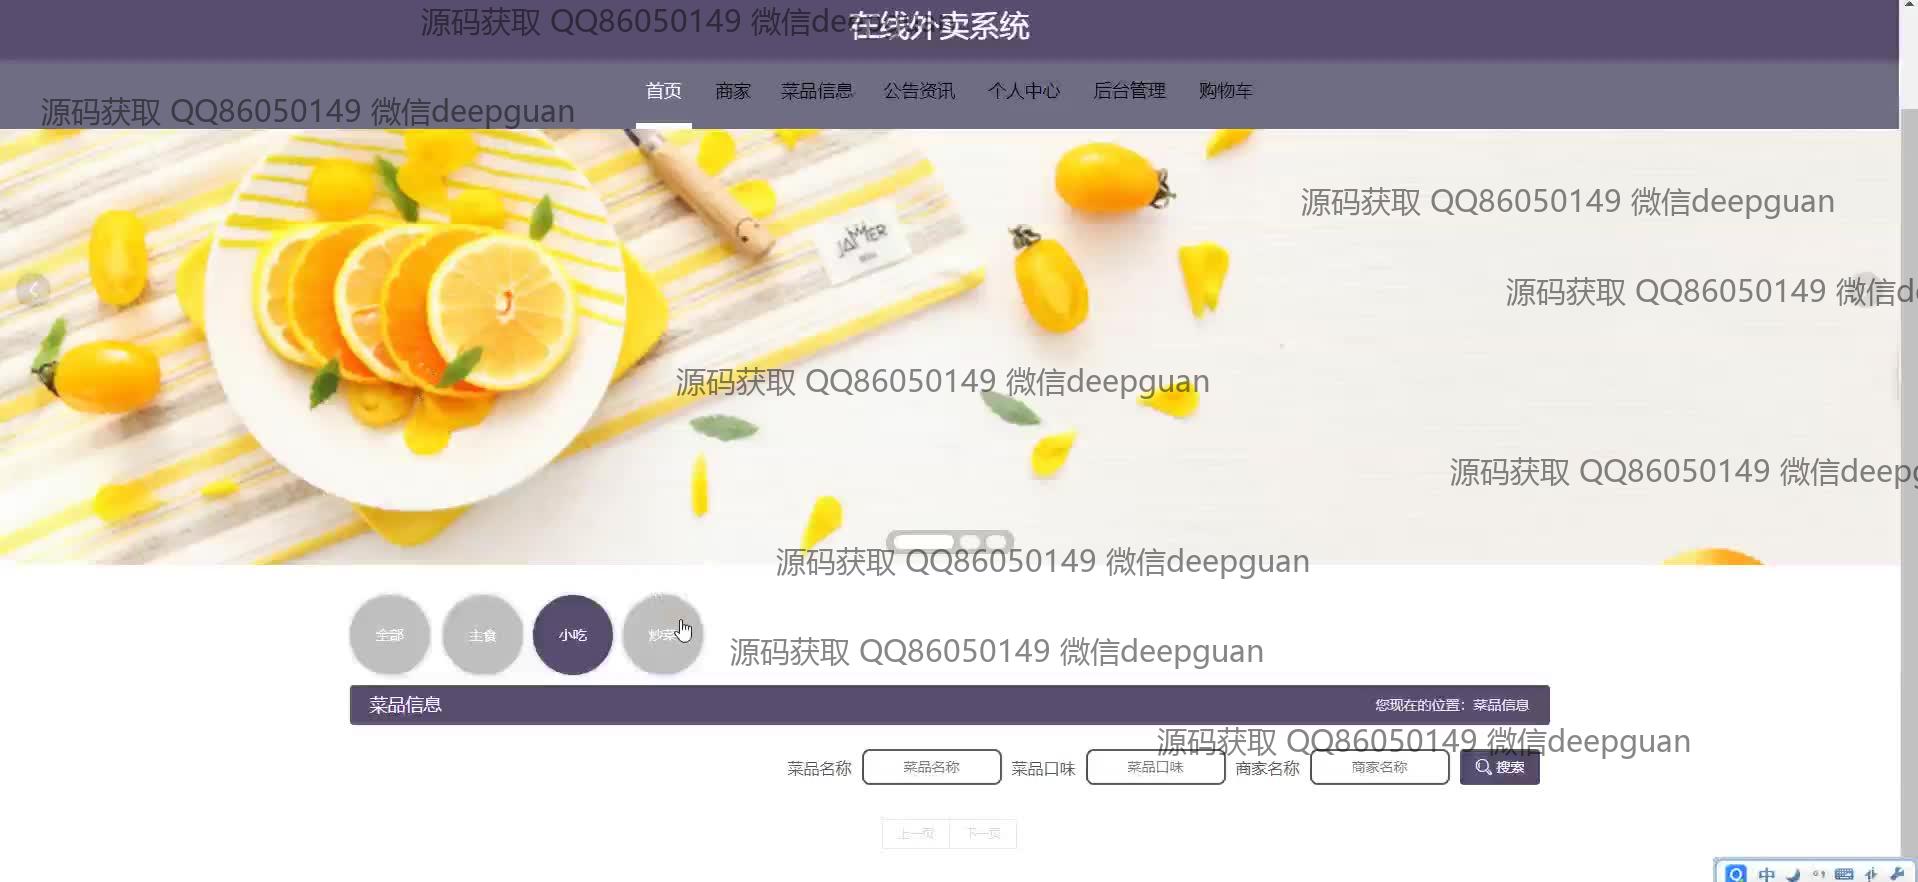 源码获取 QQ86050149 微信deepguan
在线外卖系统
首页 商家 菜品信息 公告资讯 个人中心 后台管理 购物车
源码获取 QQ86050149 微信deepguan
源码获取 QQ86050149 微信deepguan
JAMIER
源码获取 QQ86050149 微信de
源码获取 QQ86050149 微信deepguan
源码获取 QQ86050149 微信deepg
源码获取 QQ86050149 微信deepguan
全部 主食 小吃 炒菜
源码获取 QQ86050149 微信deepguan
菜品信息 您现在的位置：菜品信息
源码获取 QQ86050149 微信deepguan
菜品名称 菜品名称 菜品口味 菜品口味 商家名称 商家名称 搜索
上一页 下一页
中